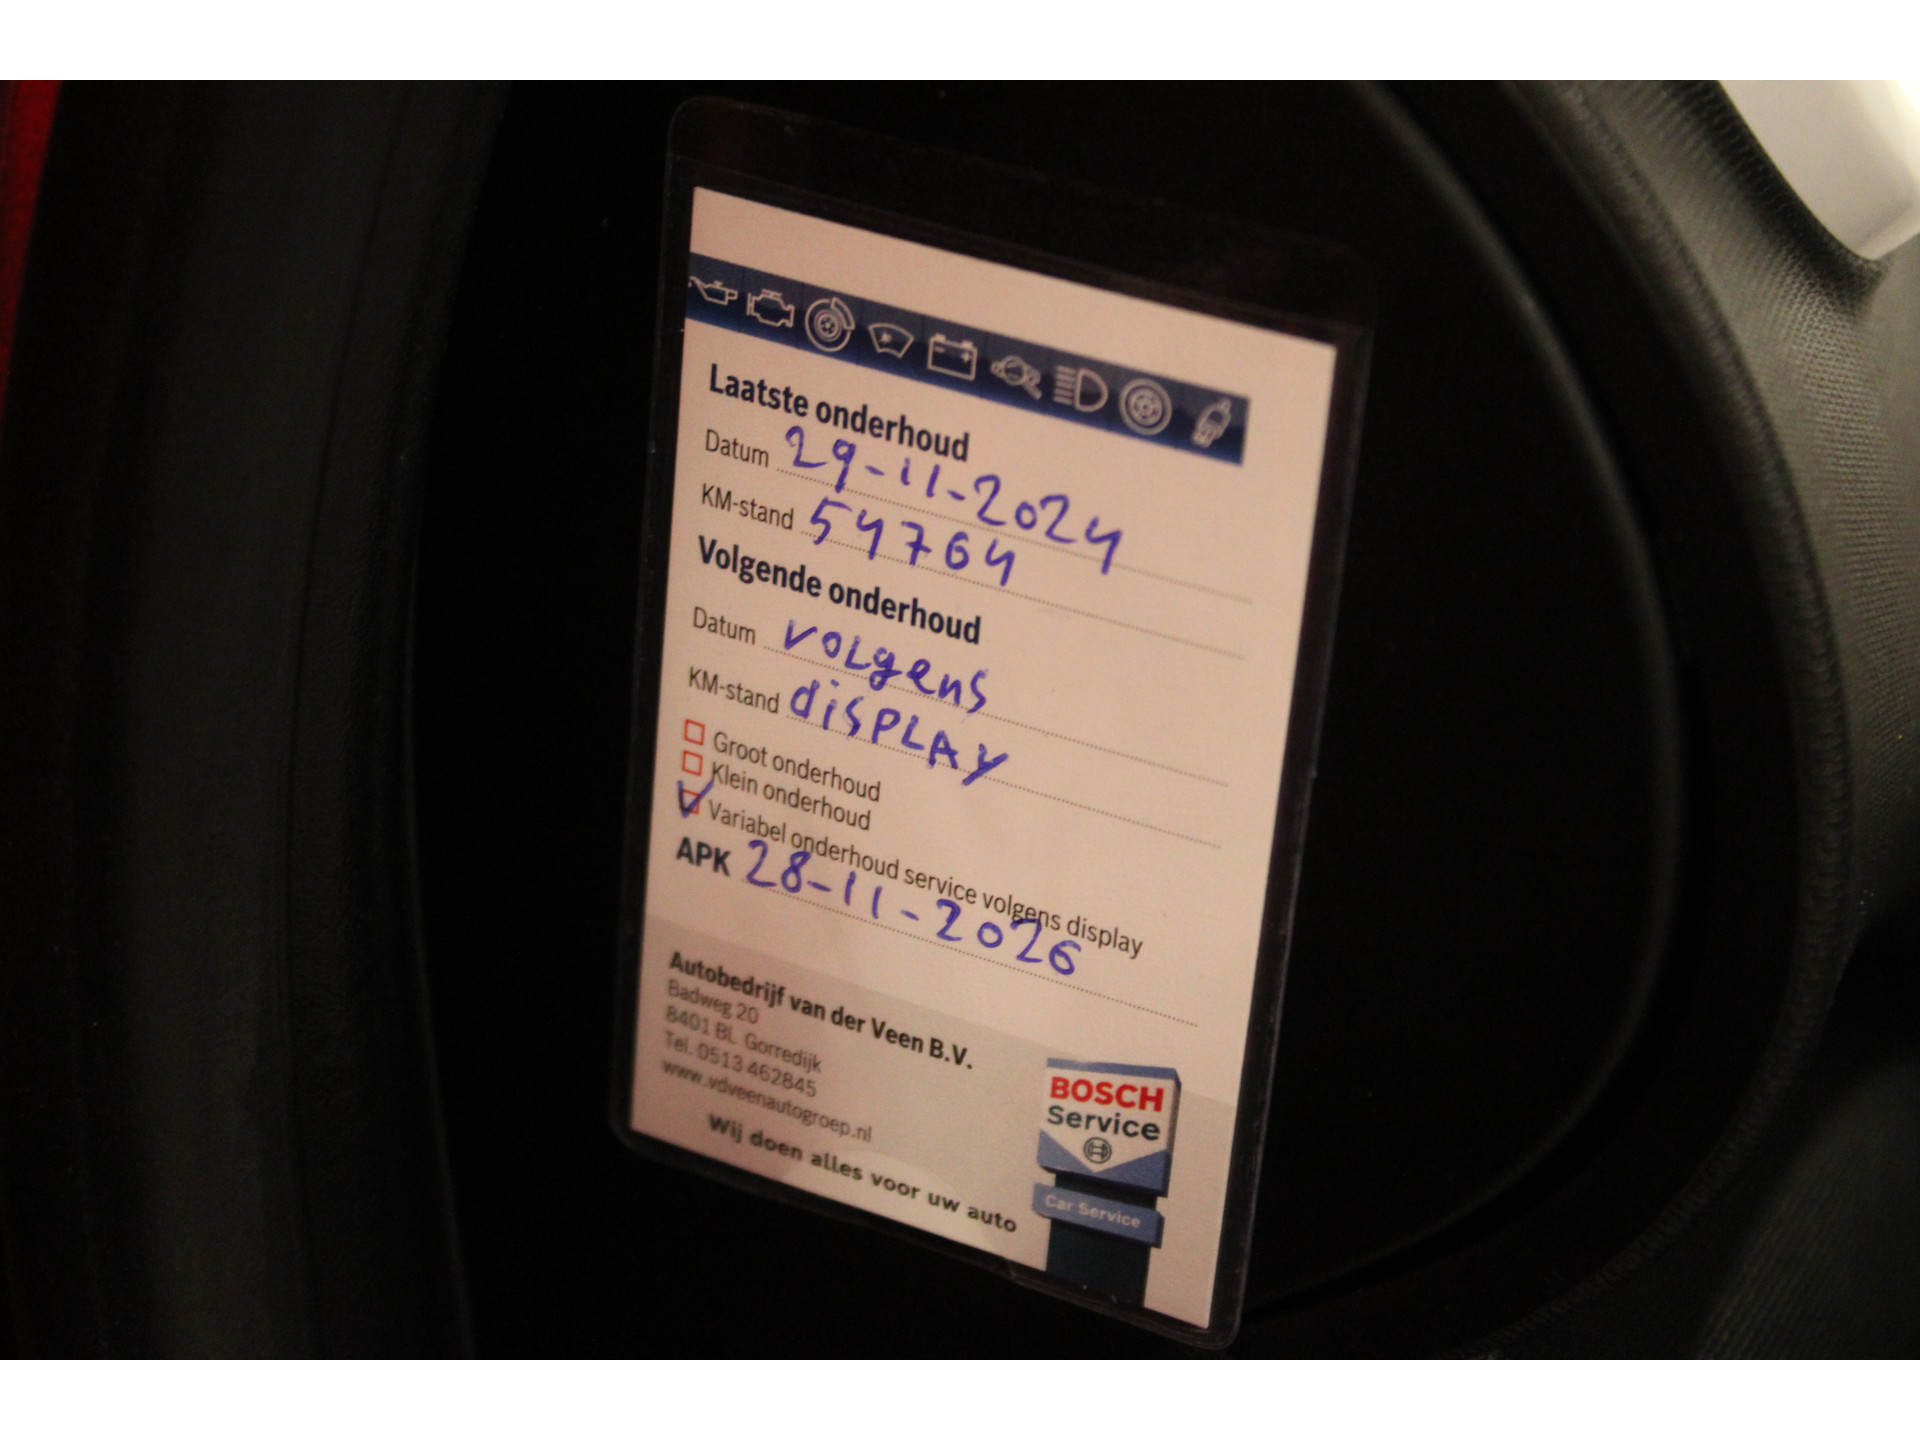 Laatste onderhoud
Datum 29-11-2024
KM-stand 54764
Volgende onderhoud
Datum volgens
KM-stand display
Groot onderhoud
Klein onderhoud
Variabel onderhoud service volgens display
APK 28-11-2026
Autobedrijf van der Veen B.V.
Badweg 20
8401 BL Gorredijk
Tel. 0513 462845
www.vdveenautogroep.nl
Wij doen alles voor uw auto
BOSCH
Service
Car Service